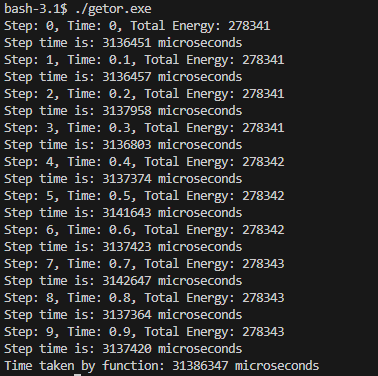 bash-3.1$ ./getor.exe
Step: 0, Time: 0, Total Energy: 278341
Step time is: 3136451 microseconds
Step: 1, Time: 0.1, Total Energy: 278341
Step time is: 3136457 microseconds
Step: 2, Time: 0.2, Total Energy: 278341
Step time is: 3137958 microseconds
Step: 3, Time: 0.3, Total Energy: 278341
Step time is: 3136803 microseconds
Step: 4, Time: 0.4, Total Energy: 278342
Step time is: 3137374 microseconds
Step: 5, Time: 0.5, Total Energy: 278342
Step time is: 3141643 microseconds
Step: 6, Time: 0.6, Total Energy: 278342
Step time is: 3137423 microseconds
Step: 7, Time: 0.7, Total Energy: 278343
Step time is: 3142647 microseconds
Step: 8, Time: 0.8, Total Energy: 278343
Step time is: 3137364 microseconds
Step: 9, Time: 0.9, Total Energy: 278343
Step time is: 3137420 microseconds
Time taken by function: 31386347 microseconds